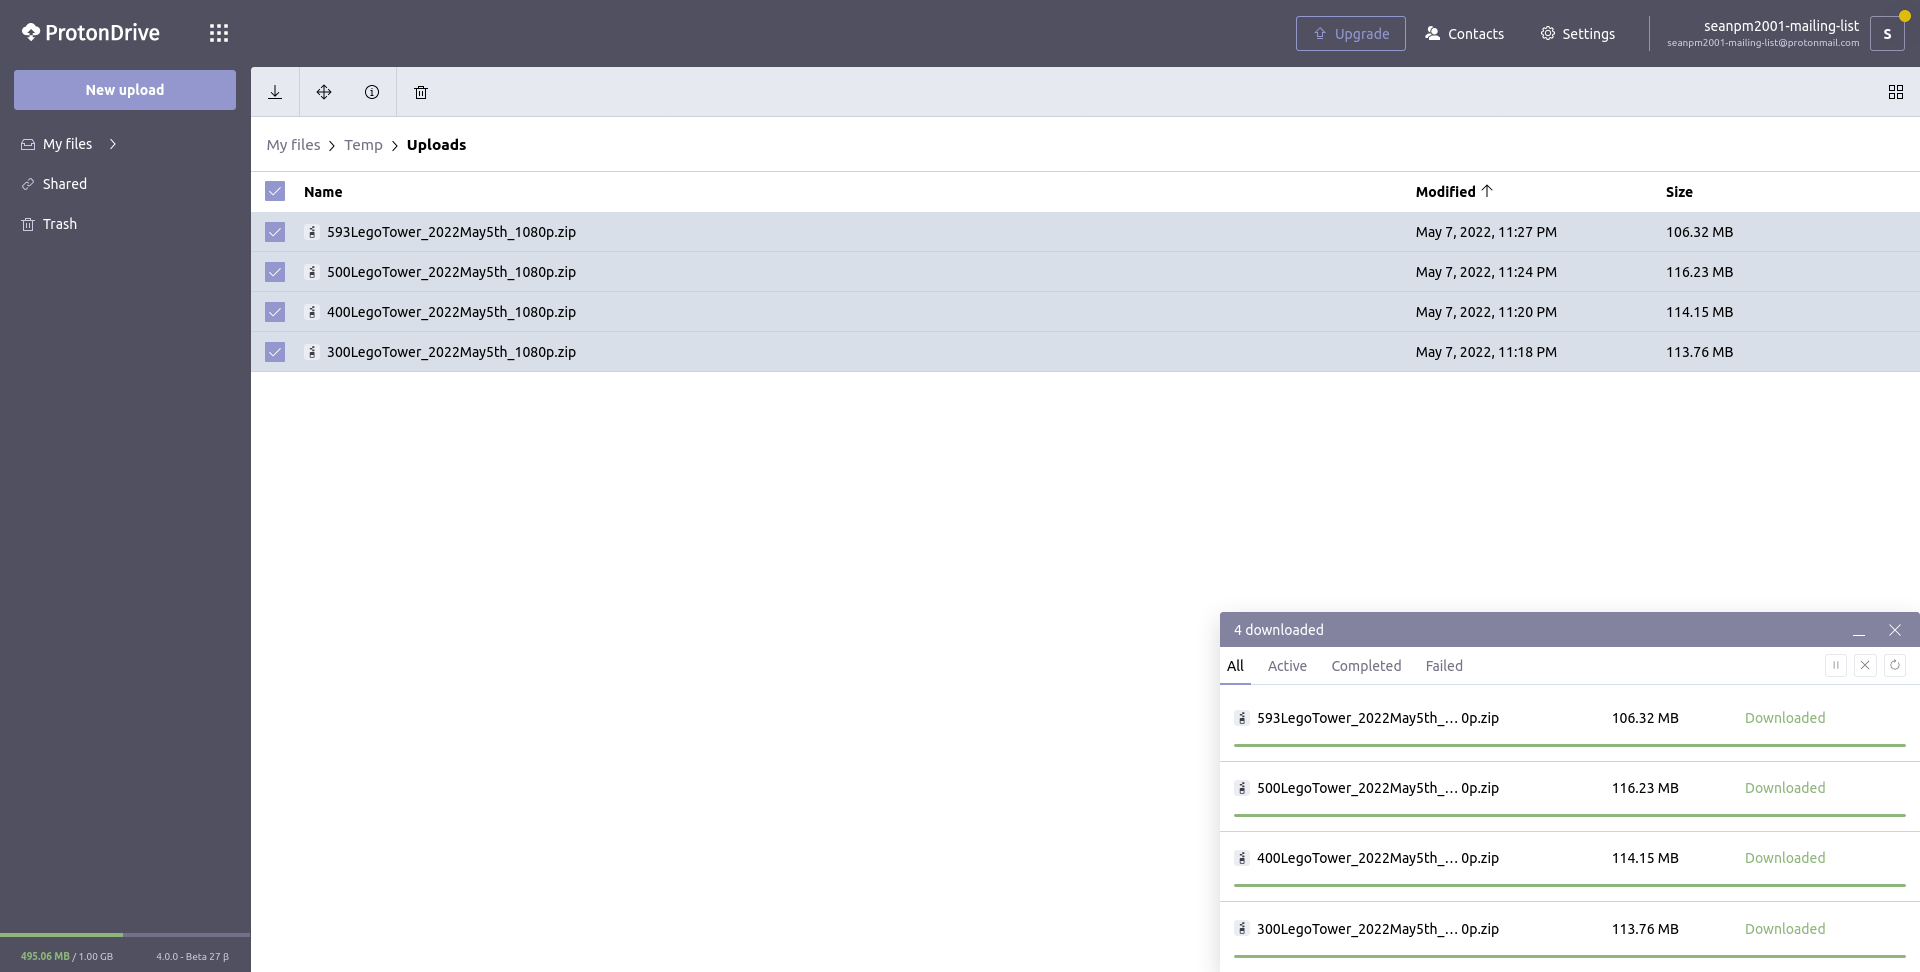 ProtonDrive
Upgrade
Contacts
Settings
seanpm2001-mailing-list
seanpm2001-mailing-list@protonmail.com
S
New upload
My files
Shared
Trash
My files > Temp > Uploads
Name Modified Size
593LegoTower_2022May5th_1080p.zip May 7, 2022, 11:27 PM 106.32 MB
500LegoTower_2022May5th_1080p.zip May 7, 2022, 11:24 PM 116.23 MB
400LegoTower_2022May5th_1080p.zip May 7, 2022, 11:20 PM 114.15 MB
300LegoTower_2022May5th_1080p.zip May 7, 2022, 11:18 PM 113.76 MB
4 downloaded
All Active Completed Failed
593LegoTower_2022May5th_… 0p.zip 106.32 MB Downloaded
500LegoTower_2022May5th_… 0p.zip 116.23 MB Downloaded
400LegoTower_2022May5th_… 0p.zip 114.15 MB Downloaded
300LegoTower_2022May5th_… 0p.zip 113.76 MB Downloaded
495.06 MB / 1.00 GB 4.0.0 - Beta 27 β